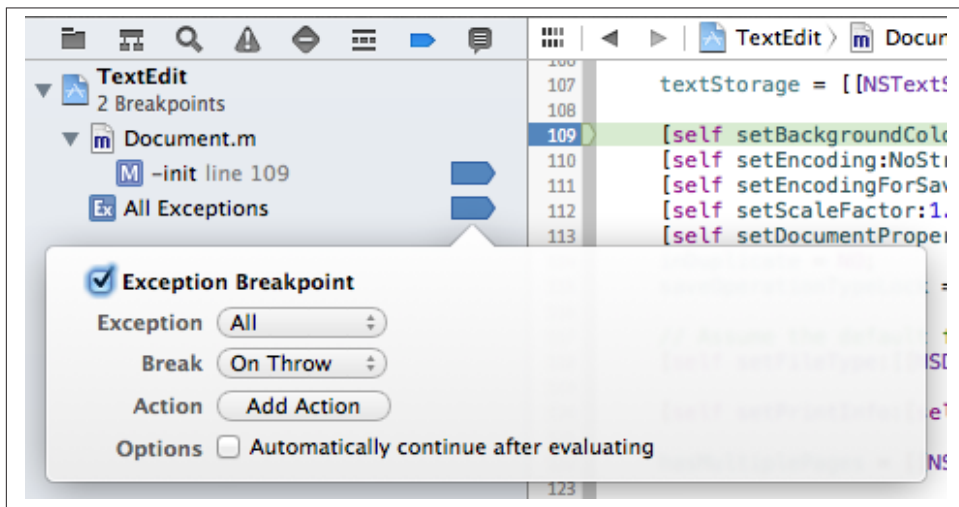 TextEdit 〉 m Docur
TextEdit
2 Breakpoints
m Document.m
M -init line 109
Ex All Exceptions
107 textStorage = [[NSTextS
108
109 [self setBackgroundColo
110 [self setEncoding:NoStr
111 [self setEncodingForSav
112 [self setScaleFactor:1.
113 [self setDocumentProper
Exception Breakpoint
Exception All
Break On Throw
Action Add Action
Options Automatically continue after evaluating
123